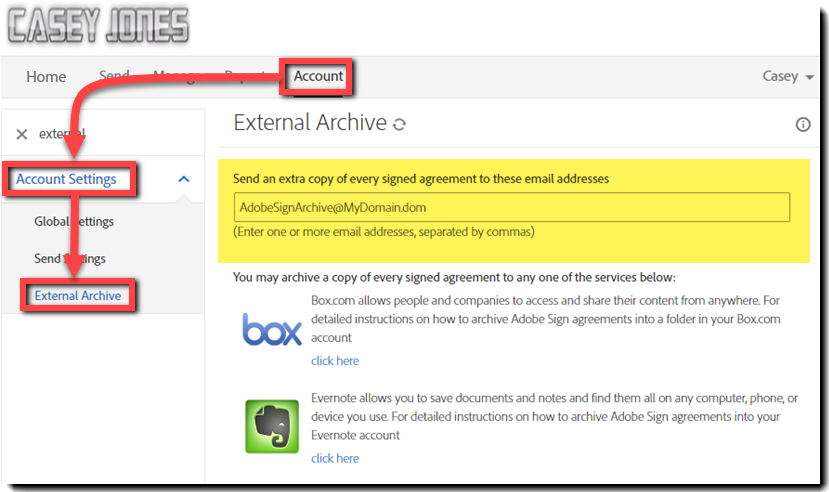 CASEY JONES
Home Send Manage Report Account Casey
external
External Archive
Account Settings
Send an extra copy of every signed agreement to these email addresses
AdobeSignArchive@MyDomain.dom
(Enter one or more email addresses, separated by commas)
Global Settings
Send Settings
External Archive
You may archive a copy of every signed agreement to any one of the services below:
box
Box.com allows people and companies to access and share their content from anywhere. For
detailed instructions on how to archive Adobe Sign agreements into a folder in your Box.com
account
click here
Evernote allows you to save documents and notes and find them all on any computer, phone, or
device you use. For detailed instructions on how to archive Adobe Sign agreements into your
Evernote account
click here